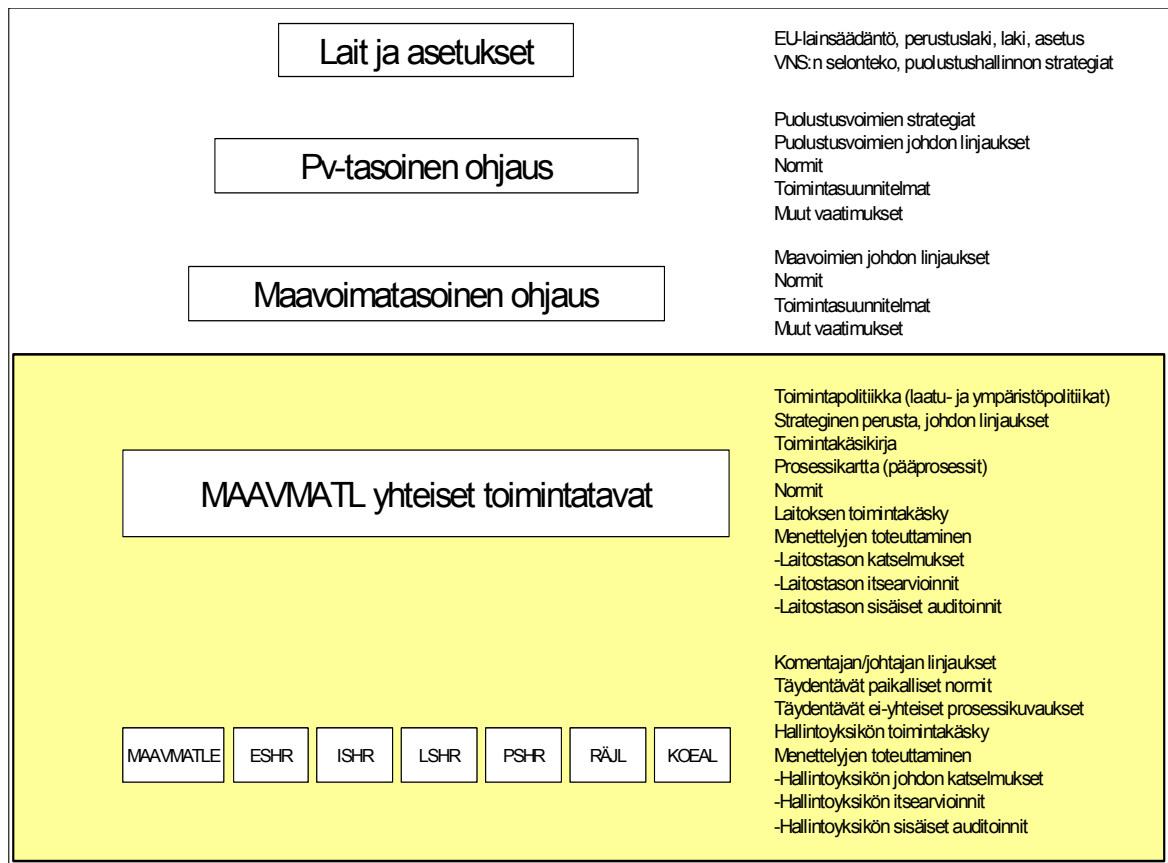 Lait ja asetukset
EU-lainsäädäntö, perustuslaki, laki, asetus
VNS:n selonteko, puolustushallinnon strategiat
Pv-tasoinen ohjaus
Puolustusvoimien strategiat
Puolustusvoimien johdon linjaukset
Normit
Toimintasuunnitelmat
Muut vaatimukset
Maavoimatasoinen ohjaus
Maavoimien johdon linjaukset
Normit
Toimintasuunnitelmat
Muut vaatimukset
MAAVMATL yhteiset toimintatavat
Toimintapolitiikka (laatu- ja ympäristöpolitiikat)
Strateginen perusta, johdon linjaukset
Toimintakäsikirja
Prosessikartta (pääprosessit)
Normit
Laitoksen toimintakäsky
Menettelyjen toteuttaminen
-Laitostason katselmukset
-Laitostason itsearvioinnit
-Laitostason sisäiset auditoinnit
MAAVMATLE ESHR ISHR LSHR PSHR RÄJL KOEAL
Komentajan/johtajan linjaukset
Täydentävät paikalliset normit
Täydentävät ei-yhteiset prosessikuvaukset
Hallintoyksikön toimintakäsky
Menettelyjen toteuttaminen
-Hallintoyksikön johdon katselmukset
-Hallintoyksikön itsearvioinnit
-Hallintoyksikön sisäiset auditoinnit